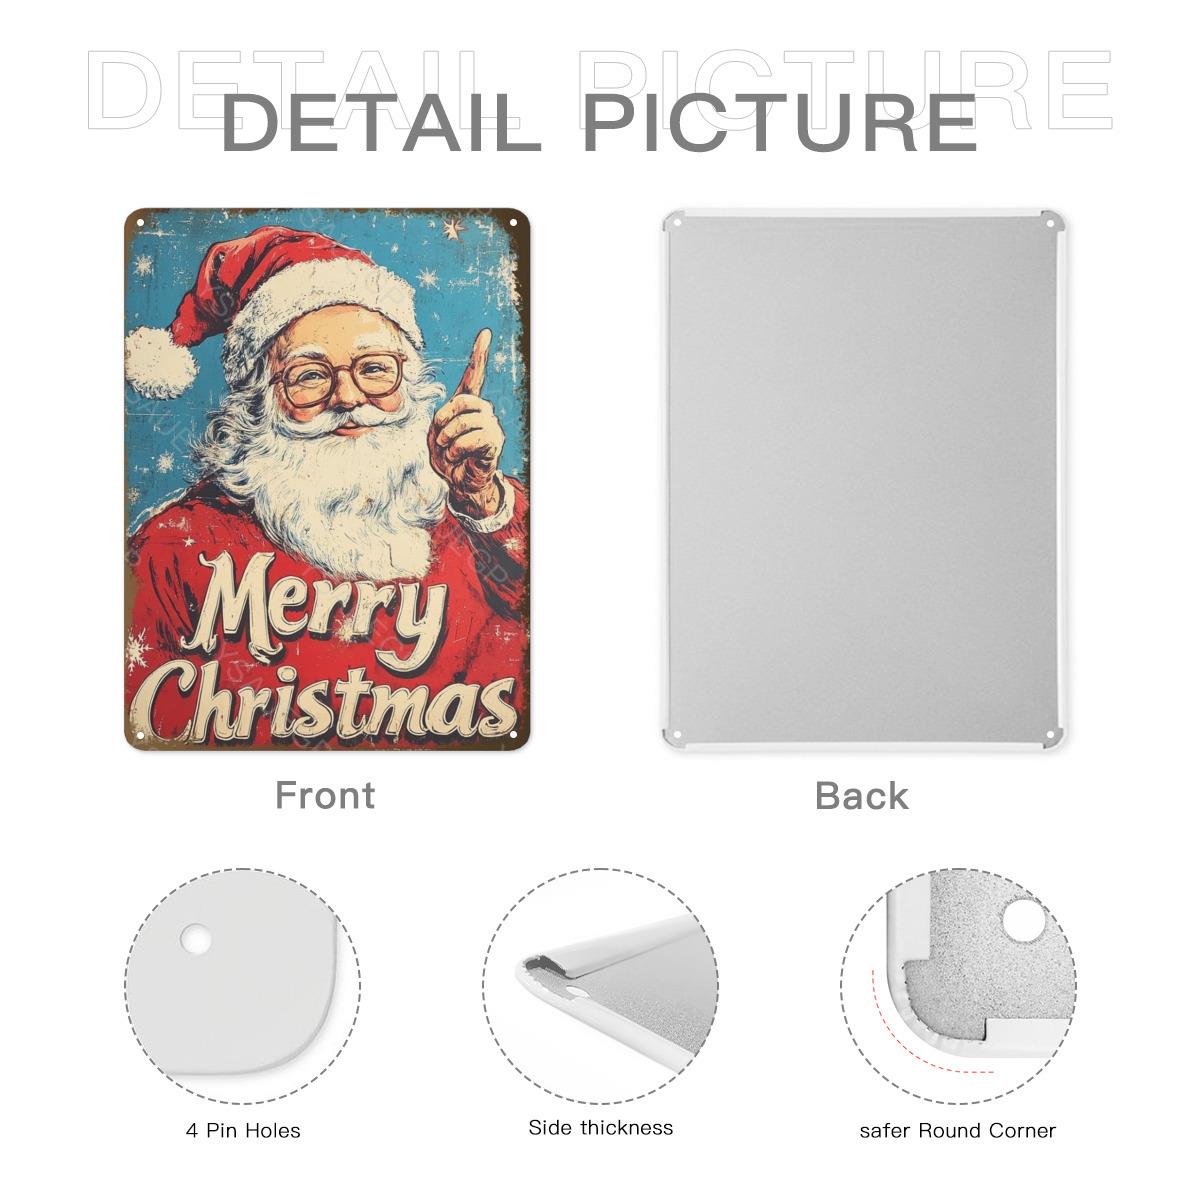 DETAIL PICTURE
DETAIL PICTURE
Merry
Christmas
Front
Back
4 Pin Holes
Side thickness
safer Round Corner